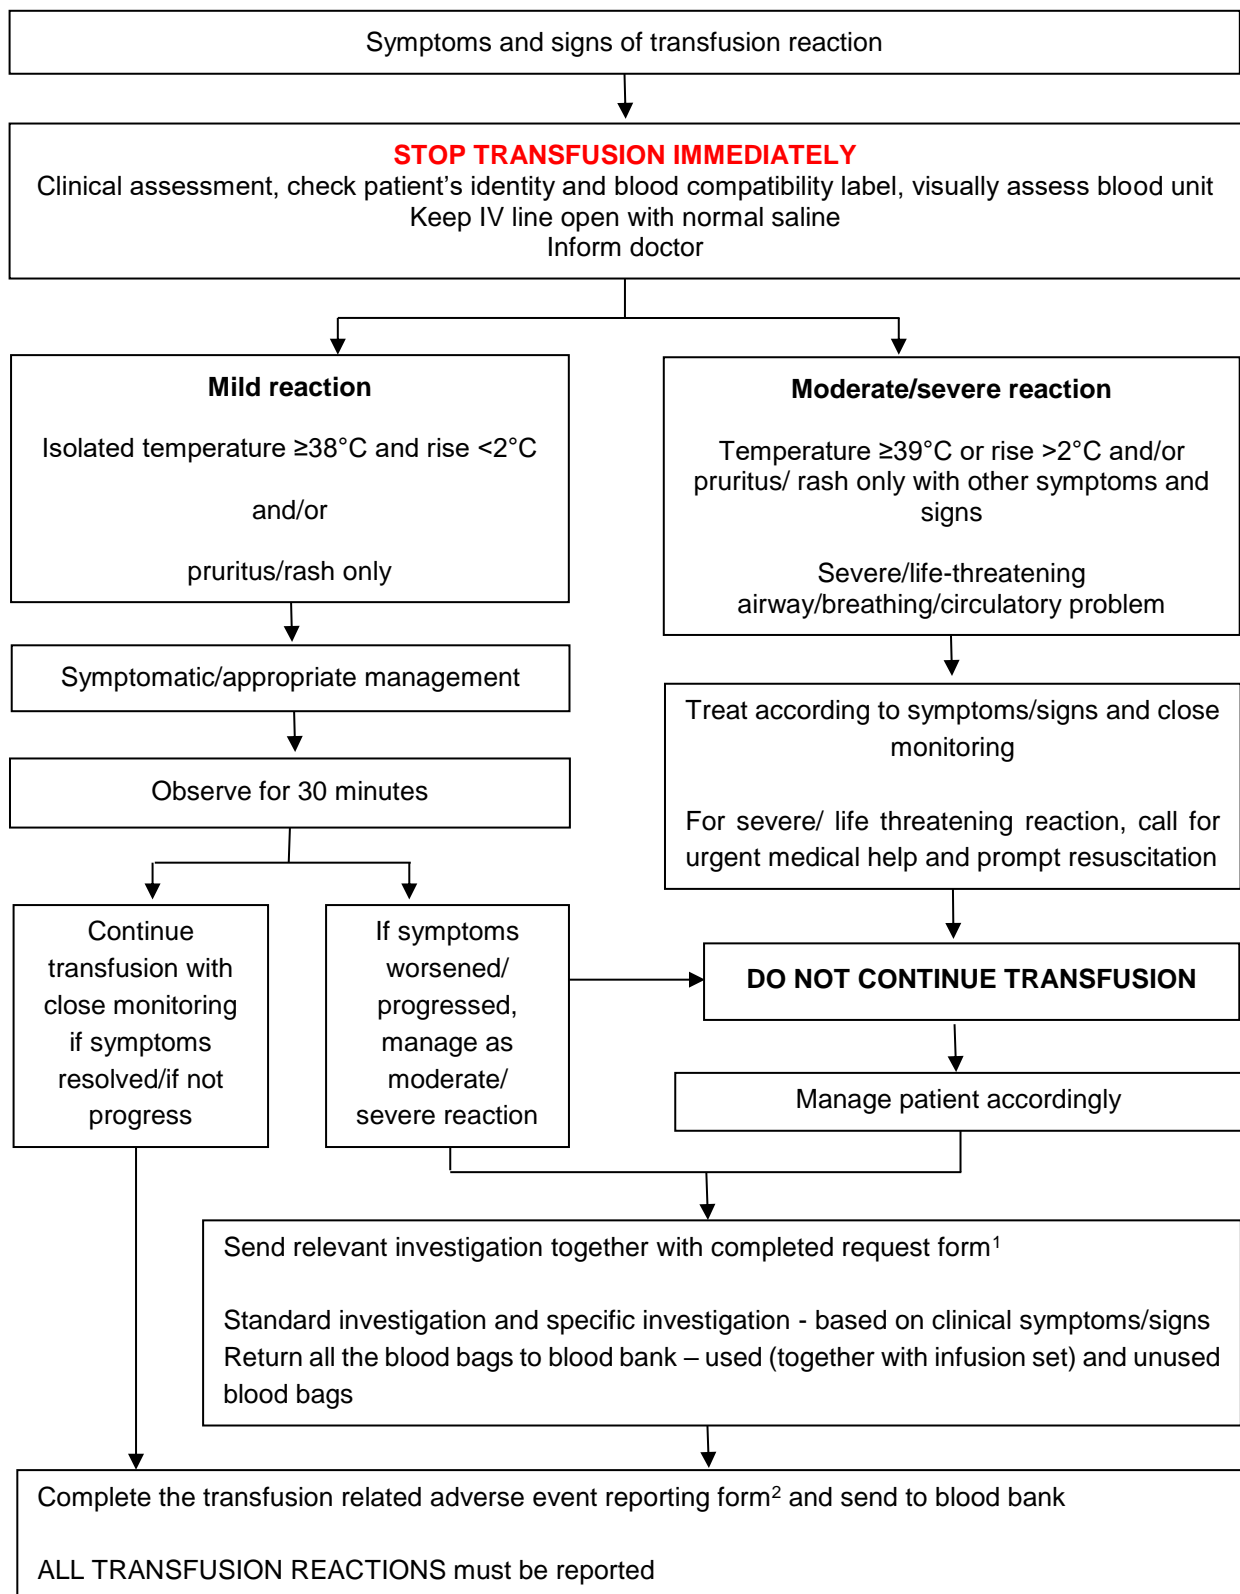 Symptoms and signs of transfusion reaction
STOP TRANSFUSION IMMEDIATELY
Clinical assessment, check patient’s identity and blood compatibility label, visually assess blood unit
Keep IV line open with normal saline
Inform doctor
Mild reaction
Isolated temperature ≥38°C and rise <2°C
and/or
pruritus/rash only
Moderate/severe reaction
Temperature ≥39°C or rise >2°C and/or
pruritus/ rash only with other symptoms and
signs
Severe/life-threatening
airway/breathing/circulatory problem
Symptomatic/appropriate management
Observe for 30 minutes
Treat according to symptoms/signs and close
monitoring
For severe/ life threatening reaction, call for
urgent medical help and prompt resuscitation
Continue
transfusion with
close monitoring
if symptoms
resolved/if not
progress
If symptoms
worsened/
progressed,
manage as
moderate/
severe reaction
DO NOT CONTINUE TRANSFUSION
Manage patient accordingly
Send relevant investigation together with completed request form¹
Standard investigation and specific investigation - based on clinical symptoms/signs
Return all the blood bags to blood bank – used (together with infusion set) and unused
blood bags
Complete the transfusion related adverse event reporting form² and send to blood bank
ALL TRANSFUSION REACTIONS must be reported